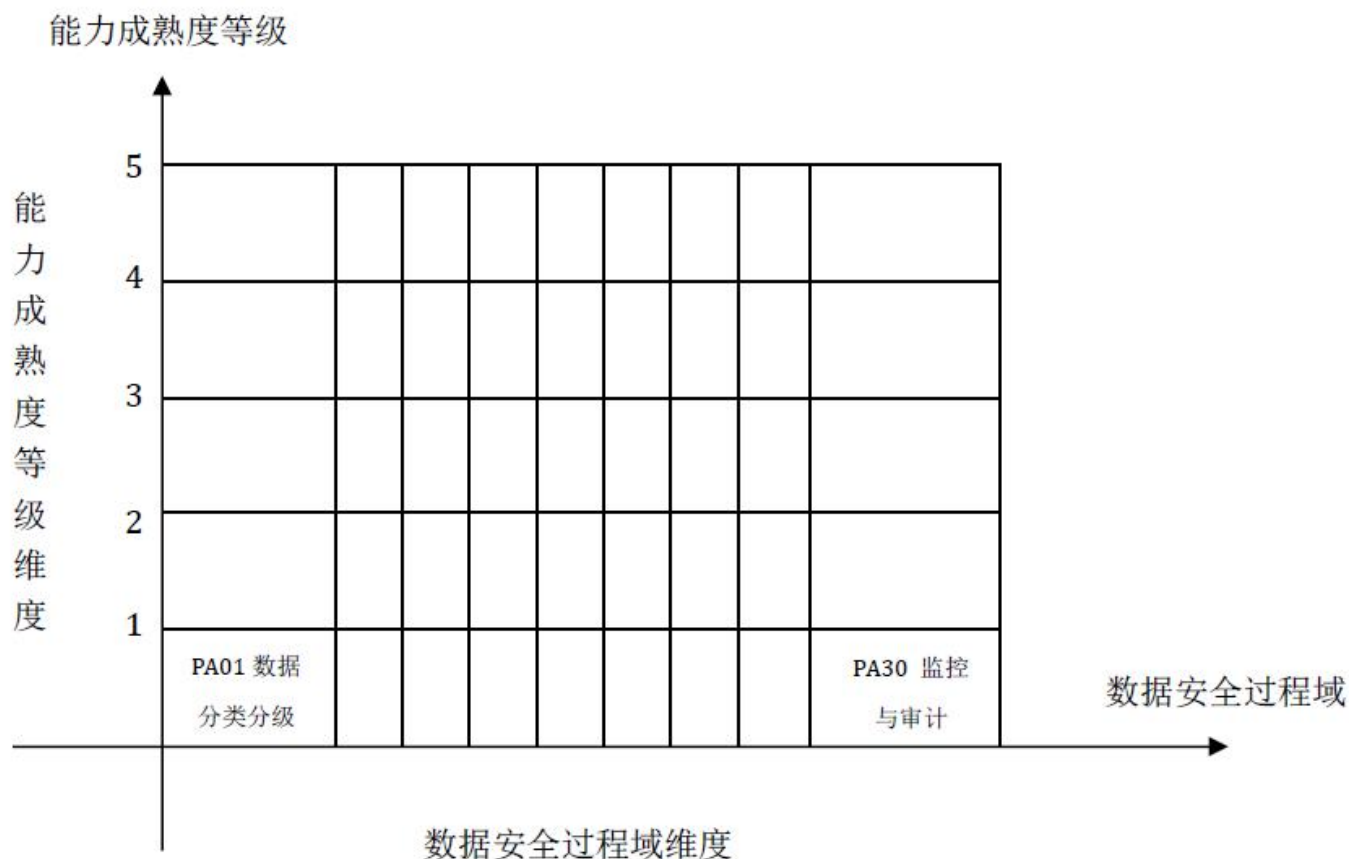 能力成熟度等级
能力成熟度等级维度
5
4
3
2
1
PA01 数据
分类分级
PA30 监控
与审计
数据安全过程域
数据安全过程域维度